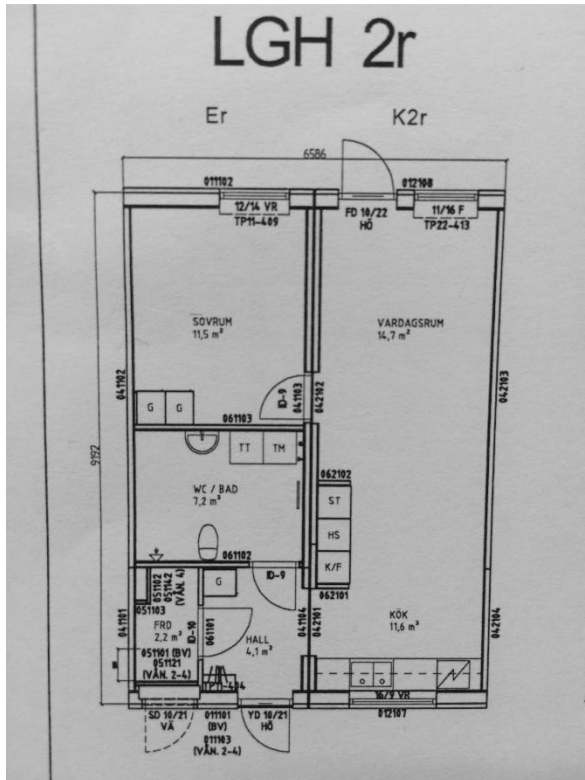 LGH 2r
Er
K2r
6586
011102
012108
12/14 VR
TP11-409
FD 10/22
HÖ
11/16 F
TP22-413
SOVRUM
11,5 m²
VARDAGSRUM
14,7 m²
041102
042103
G G
ID-9
041103
042102
061103
9192
TT TM
062102
WC / BAD
7,2 m²
ST
HS
K/F
061102
062101
ID-9
G
051102
051142
(VÅN. 4)
051103
041101
ID-10
061101
041104
042101
042104
FRD
2,2 m²
HALL
4,1 m²
KÖK
11,6 m²
051101 (BV)
051121
(VÅN. 2-4)
TP11-404
16/9 VR
012107
SD 10/21
VÄ
011101
(BV)
011103
(VÅN. 2-4)
YD 10/21
HÖ